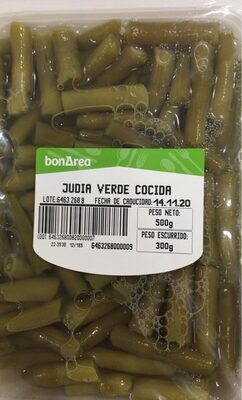 bonÀrea
JUDIA VERDE COCIDA
LOTE:6463 268 8 FECHA DE CADUCIDAD: 14.11.20
PESO NETO:
500g
PESO ESCURRIDO:
300g
6463268000009